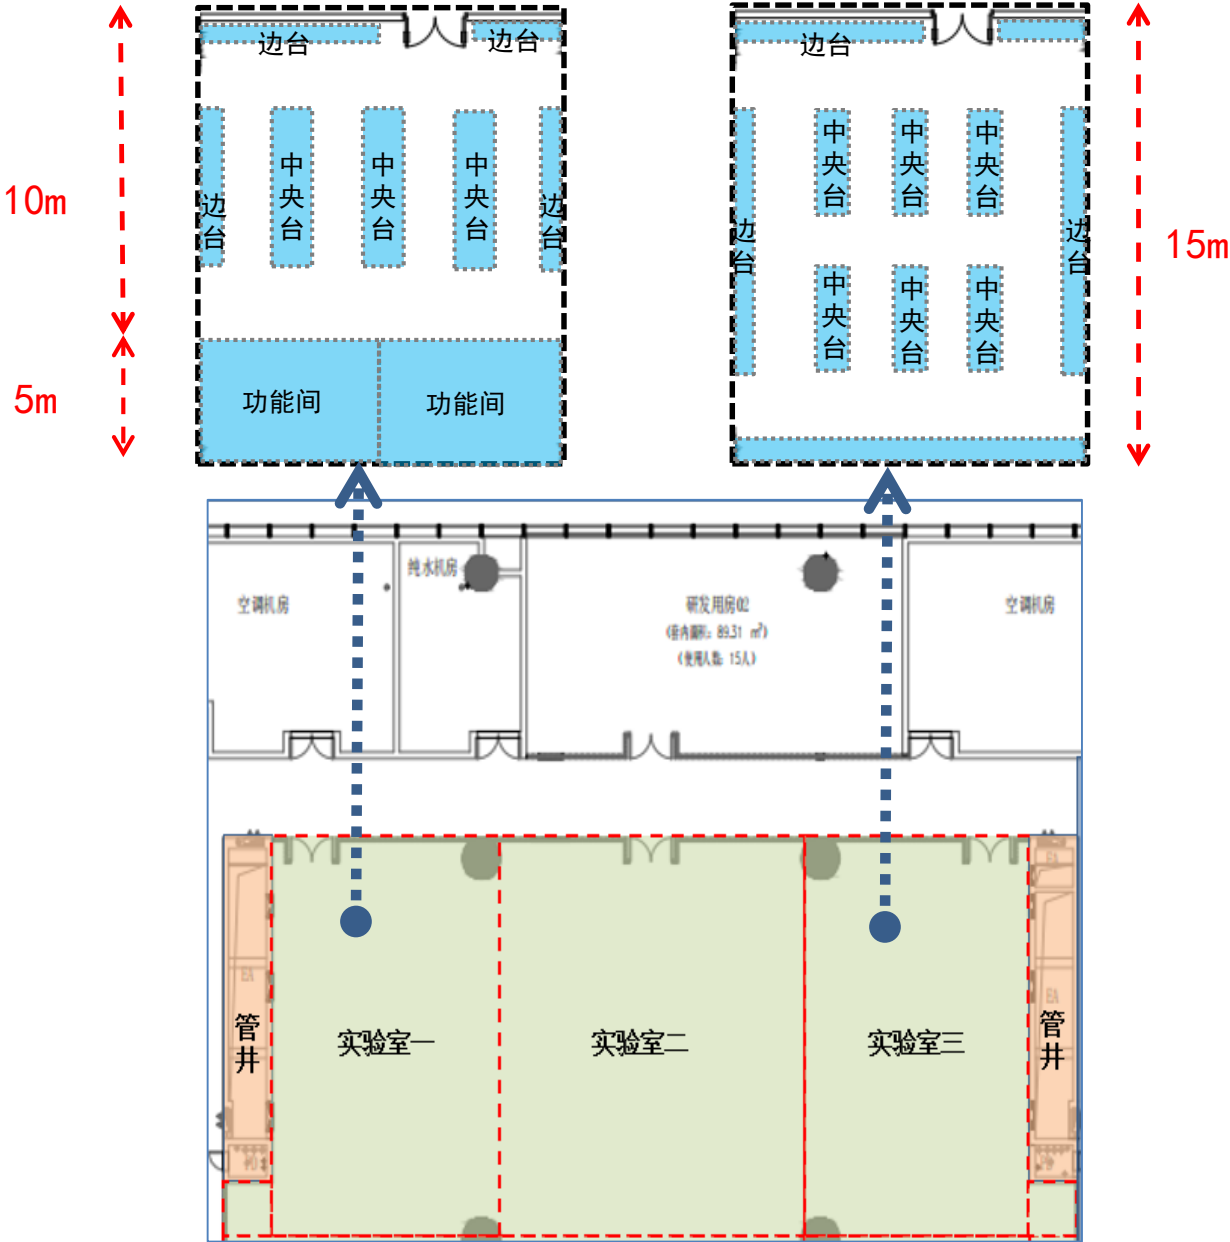 边台
边台
边台
10m
中央台
中央台
中央台
边台
边台
中央台
中央台
中央台
边台
边台
15m
中央台
中央台
中央台
5m
功能间
功能间
纯水机房
空调机房
研发用房02
(套内面积: 89.31 m²)
(使用人数: 15人)
空调机房
EA
EA
EA
管井
实验室一
实验室二
实验室三
管井